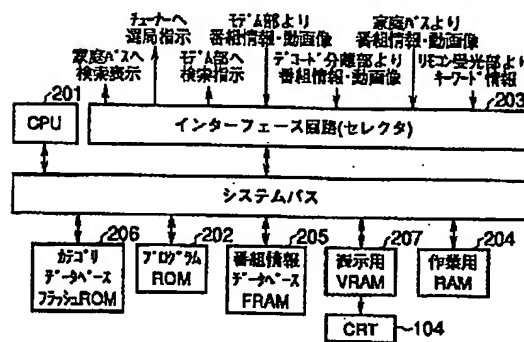 チューナーへ
選局指示
モデム部より
番組情報・動画像
家庭バスより
番組情報・動画像
家庭バスへ
検索表示
モデム部へ
検索指示
デコード分離部より
番組情報・動画像
リモコン受光部より
キーワード情報
201
CPU
インターフェース回路(セレクタ)
203
システムバス
206
カテゴリ
データベース
フラッシュROM
202
プログラム
ROM
205
番組情報
データベース
FRAM
207
表示用
VRAM
204
作業用
RAM
CRT
104